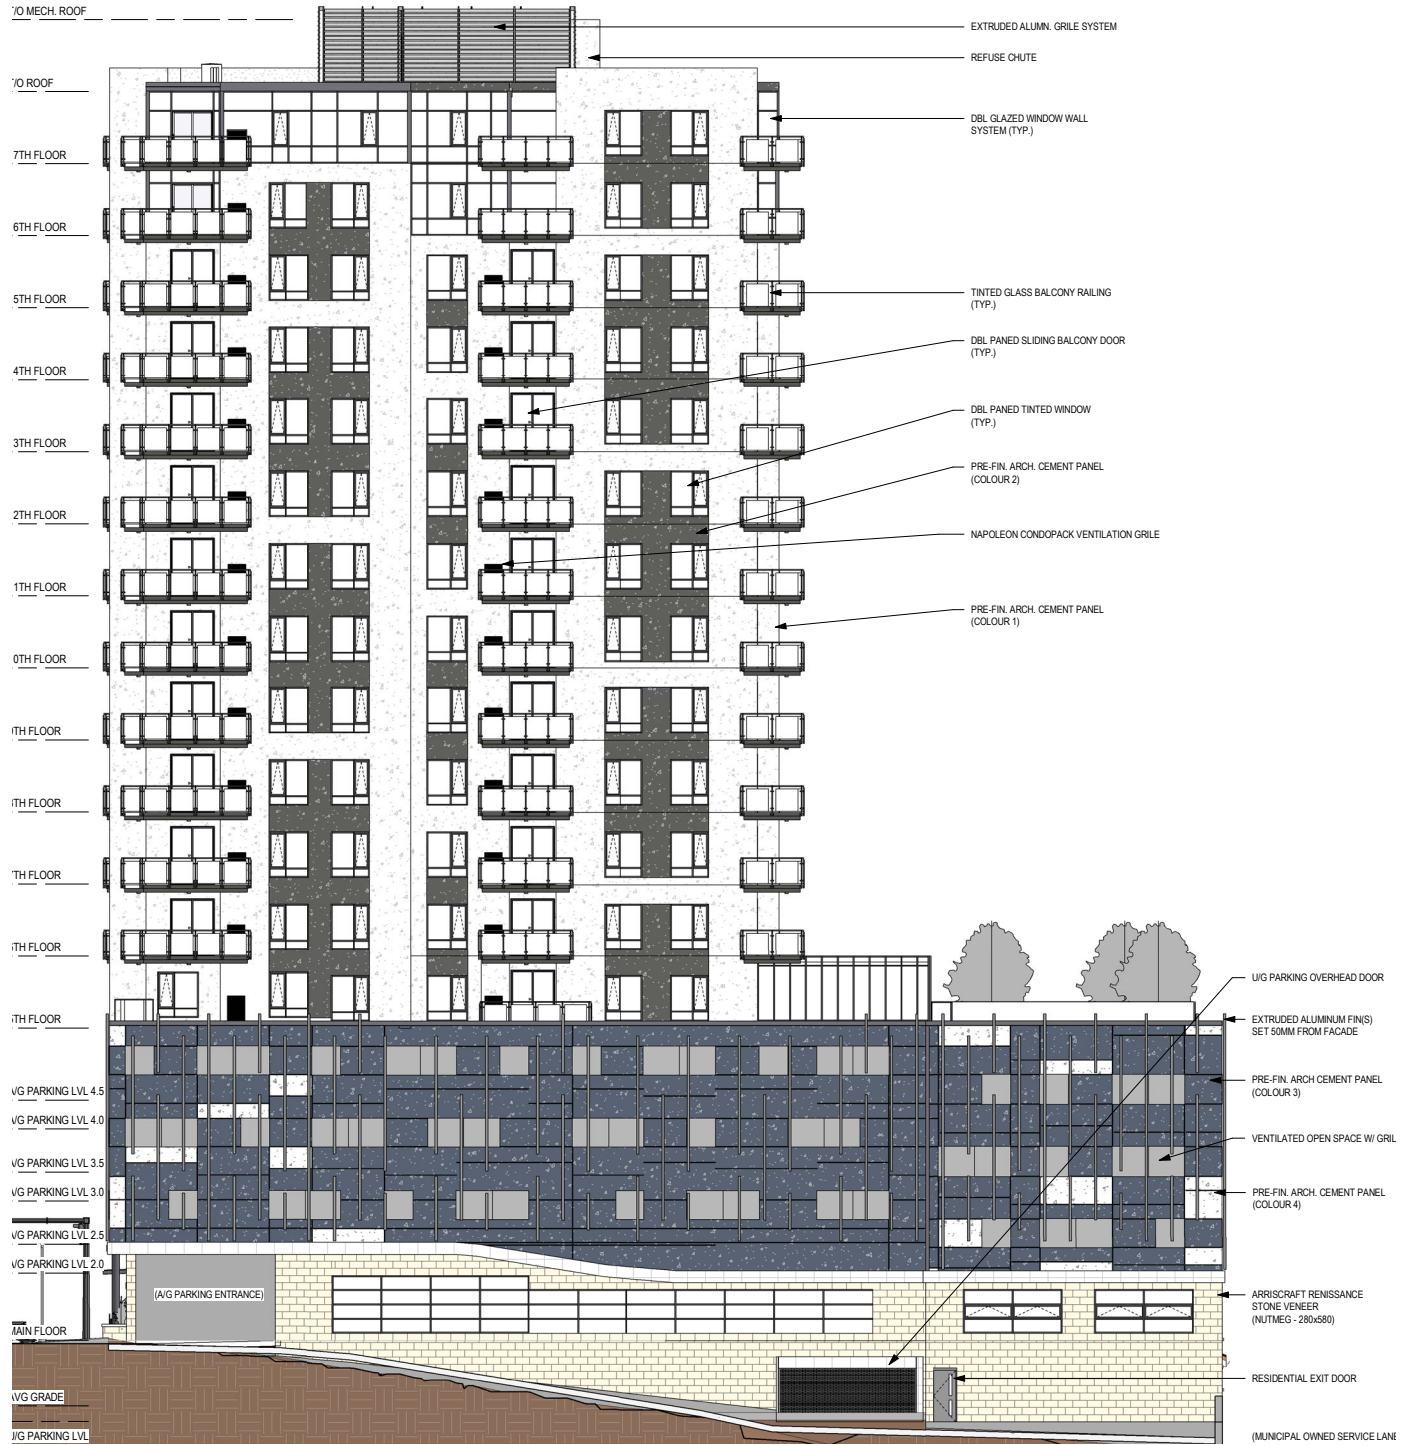 T/O MECH. ROOF
T/O ROOF
7TH FLOOR
6TH FLOOR
5TH FLOOR
4TH FLOOR
3TH FLOOR
2TH FLOOR
1TH FLOOR
0TH FLOOR
TH FLOOR
TH FLOOR
7TH FLOOR
6TH FLOOR
5TH FLOOR
A/G PARKING LVL 4.5
A/G PARKING LVL 4.0
A/G PARKING LVL 3.5
A/G PARKING LVL 3.0
A/G PARKING LVL 2.5
A/G PARKING LVL 2.0
MAIN FLOOR
AVG GRADE
U/G PARKING LVL
(A/G PARKING ENTRANCE)
EXTRUDED ALUMN. GRILE SYSTEM
REFUSE CHUTE
DBL GLAZED WINDOW WALL
SYSTEM (TYP.)
TINTED GLASS BALCONY RAILING
(TYP.)
DBL PANED SLIDING BALCONY DOOR
(TYP.)
DBL PANED TINTED WINDOW
(TYP.)
PRE-FIN. ARCH. CEMENT PANEL
(COLOUR 2)
NAPOLEON CONDOPACK VENTILATION GRILE
PRE-FIN. ARCH. CEMENT PANEL
(COLOUR 1)
U/G PARKING OVERHEAD DOOR
EXTRUDED ALUMINUM FIN(S)
SET 50MM FROM FACADE
PRE-FIN. ARCH CEMENT PANEL
(COLOUR 3)
VENTILATED OPEN SPACE W/ GRIL
PRE-FIN. ARCH. CEMENT PANEL
(COLOUR 4)
ARRISCRAFT RENISSANCE
STONE VENEER
(NUTMEG - 280x580)
RESIDENTIAL EXIT DOOR
(MUNICIPAL OWNED SERVICE LANE